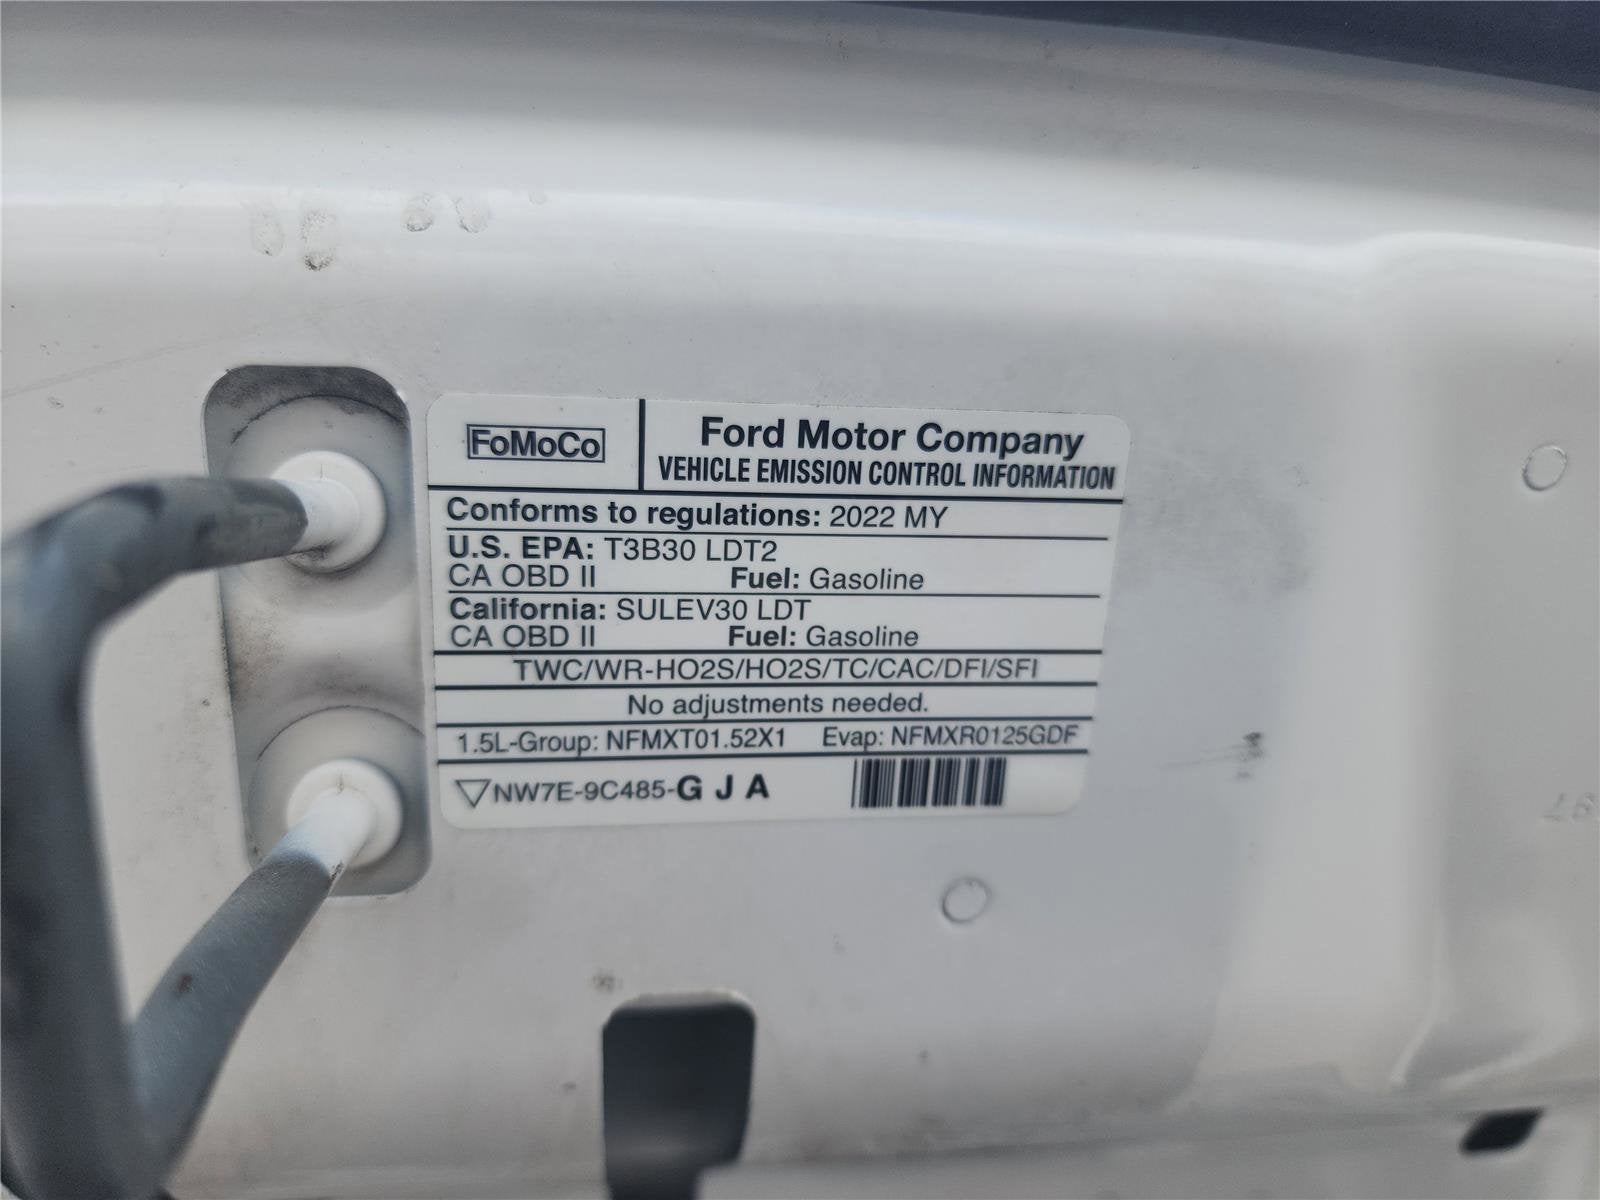 FoMoCo
Ford Motor Company
VEHICLE EMISSION CONTROL INFORMATION
Conforms to regulations: 2022 MY
U.S. EPA: T3B30 LDT2
CA OBD II Fuel: Gasoline
California: SULEV30 LDT
CA OBD II Fuel: Gasoline
TWC/WR-HO2S/HO2S/TC/CAC/DFI/SFI
No adjustments needed.
1.5L-Group: NFMXT01.52X1 Evap: NFMXR0125GDF
NW7E-9C485-G J A